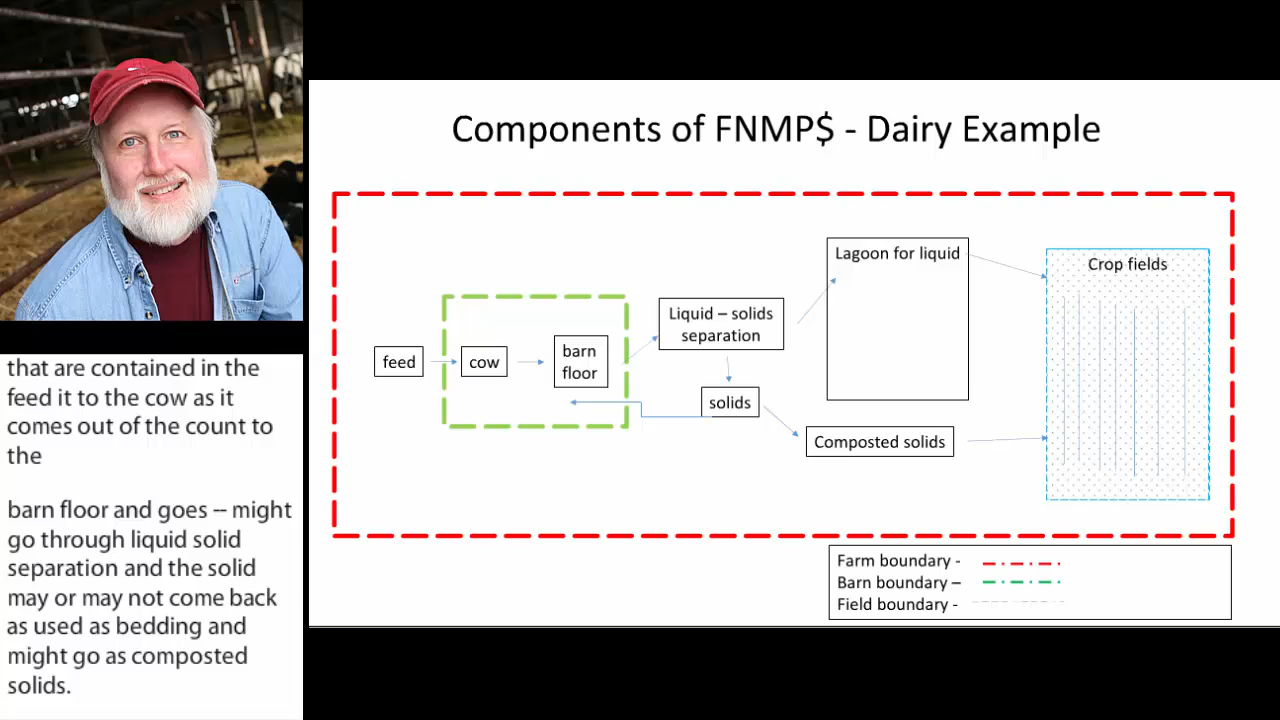 that are contained in the
feed it to the cow as it
comes out of the count to
the
barn floor and goes -- might
go through liquid solid
separation and the solid
may or may not come back
as used as bedding and
might go as composted
solids.
Components of FNMP$ - Dairy Example
feed
cow
barn
floor
Liquid – solids
separation
solids
Lagoon for liquid
Composted solids
Crop fields
Farm boundary -
Barn boundary –
Field boundary -